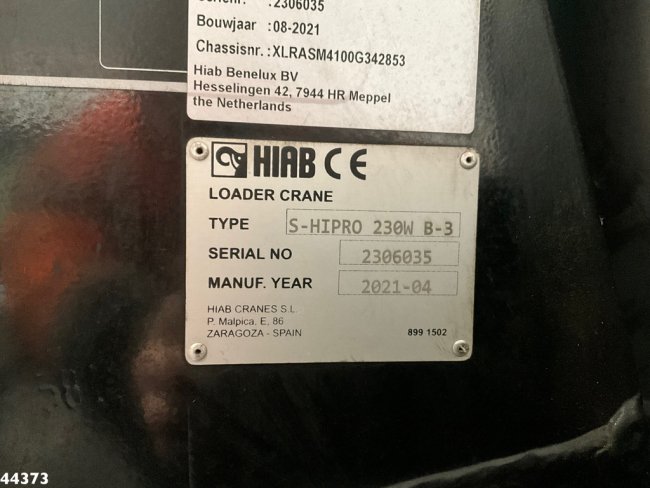 : 2306035
Bouwjaar : 08-2021
Chassisnr. : XLRASM4100G342853
Hiab Benelux BV
Hesselingen 42, 7944 HR Meppel
the Netherlands
HIAB CE
LOADER CRANE
TYPE S-HIPRO 230W B-3
SERIAL NO 2306035
MANUF. YEAR 2021-04
HIAB CRANES S.L.
P. Malpica. E, 86
ZARAGOZA - SPAIN
899 1502
44373